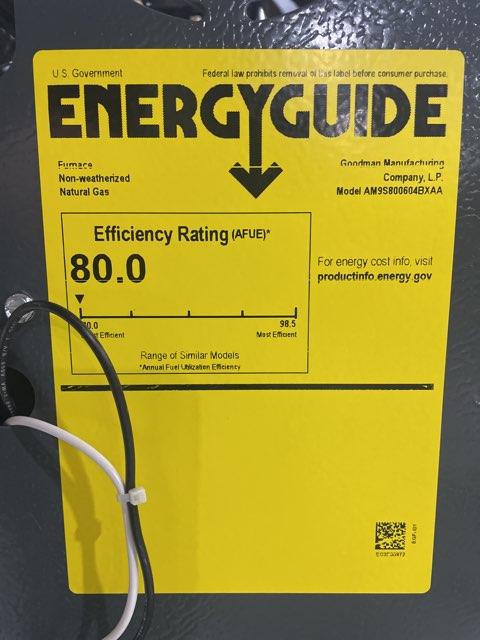 U.S. Government
Federal law prohibits removal of this label before consumer purchase.
ENERGYGUIDE
Furnace
Non-weatherized
Natural Gas
Goodman Manufacturing
Company, L.P.
Model AM9S800604BXAA
Efficiency Rating (AFUE)*
80.0
For energy cost info, visit
productinfo.energy.gov
98.5
Efficient
Most Efficient
Range of Similar Models
*Annual Fuel Utilization Efficiency